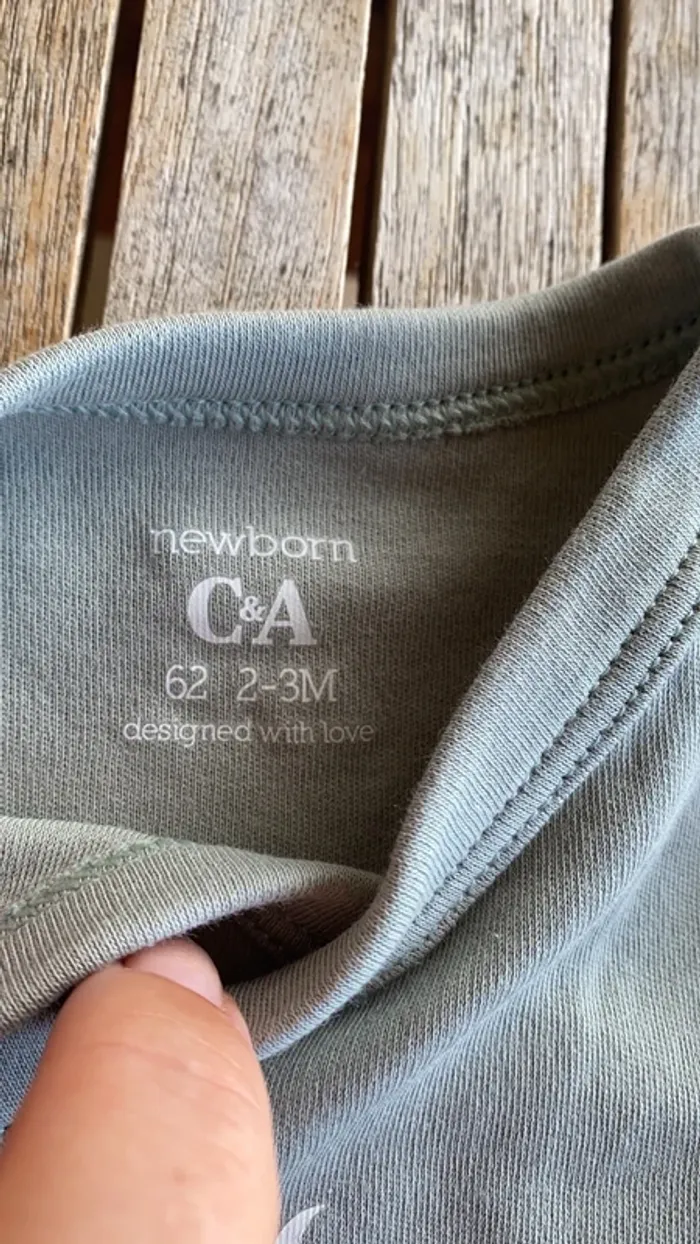 newborn
C&A
62 2-3M
designed with love